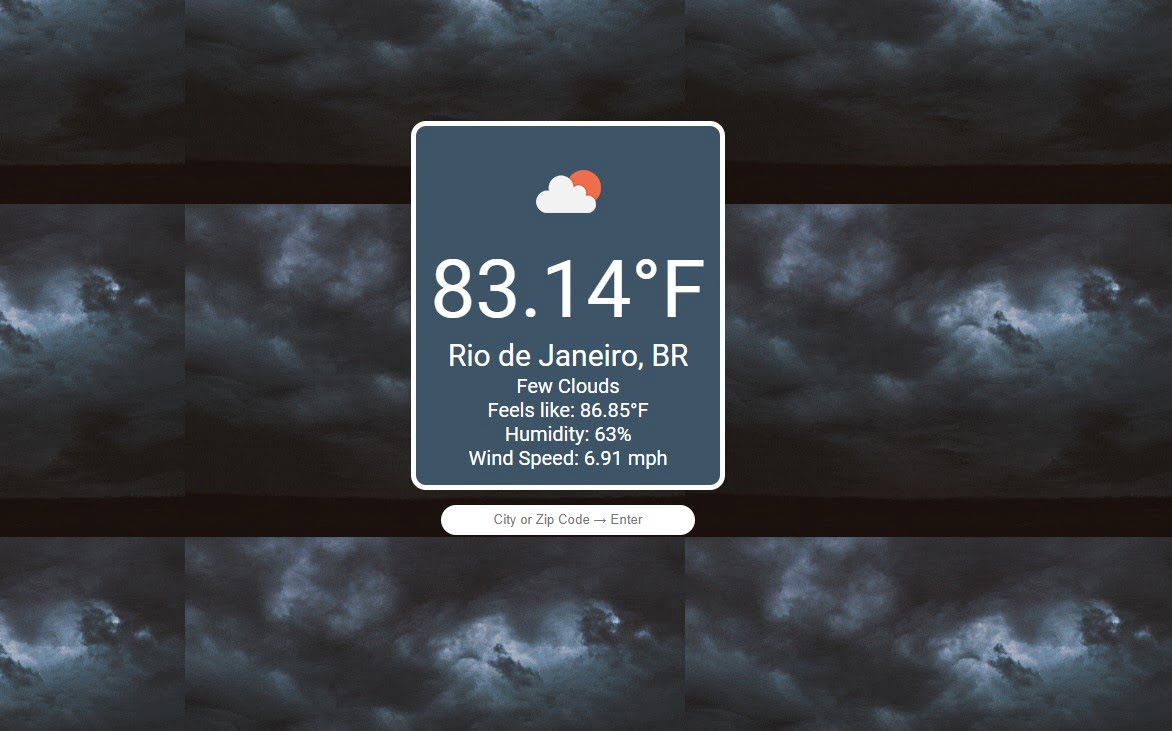 83.14°F
Rio de Janeiro, BR
Few Clouds
Feels like: 86.85°F
Humidity: 63%
Wind Speed: 6.91 mph
City or Zip Code → Enter